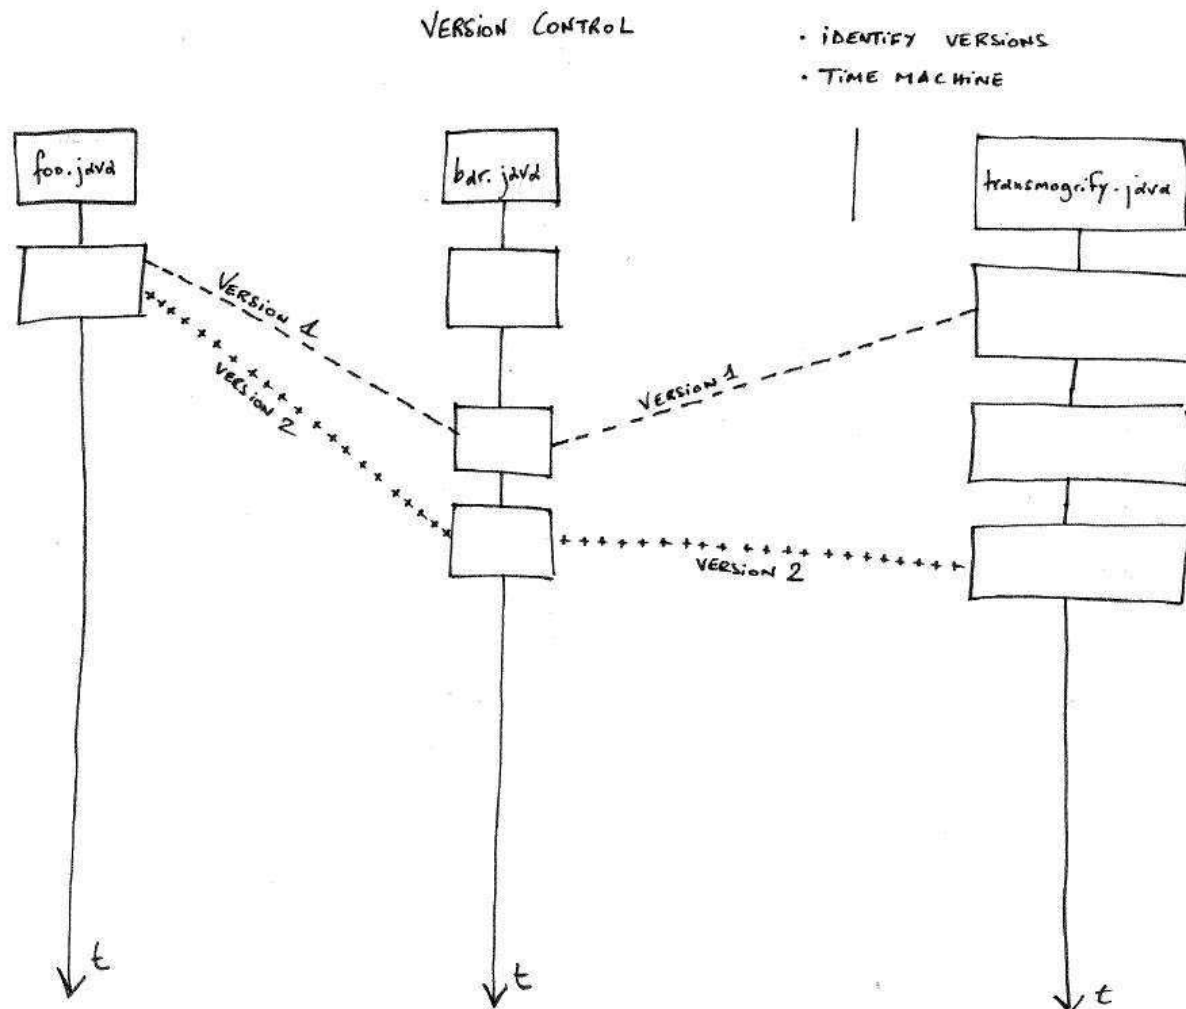 VERSION CONTROL
· IDENTIFY VERSIONS
· TIME MACHINE
foo.java
bar.java
transmogrify.java
VERSION 1
VERSION 2
VERSION 1
VERSION 2
t
t
t